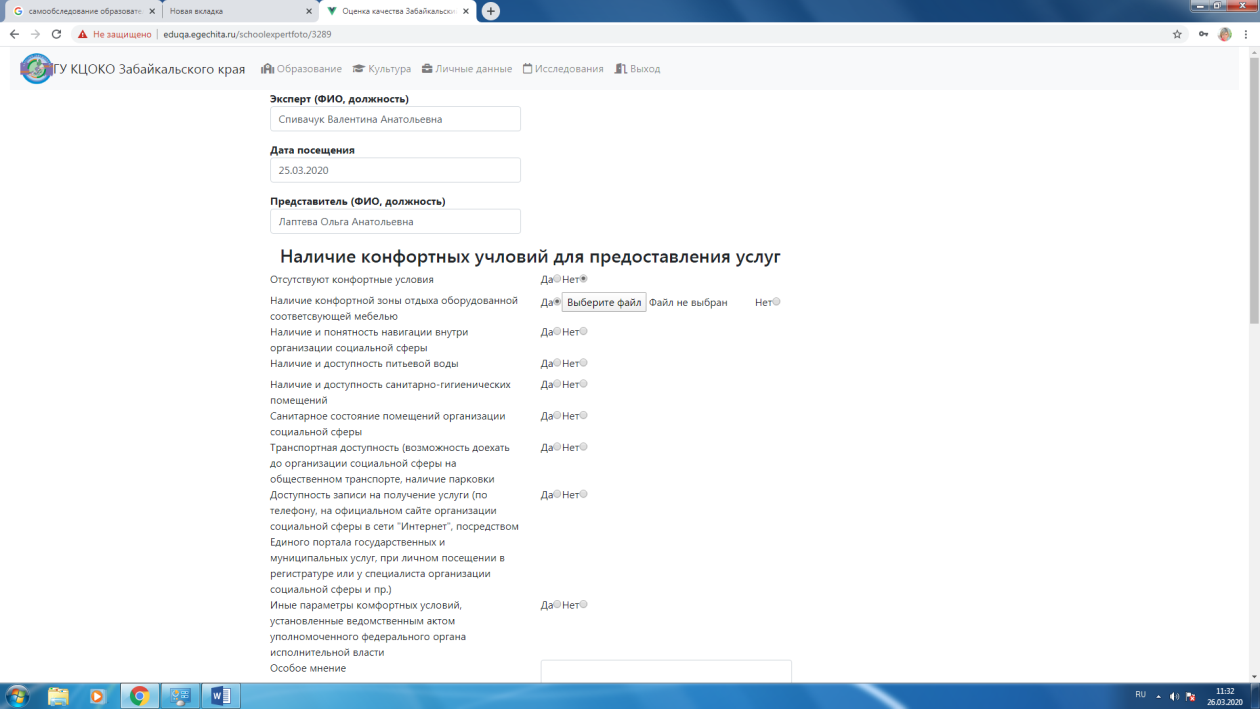 самообследование образовате
Новая вкладка
Оценка качества Забайкальски
Не защищено
eduqa.egechita.ru/schoolexpertfoto/3289
ГУ КЦОКО Забайкальского края
Образование
Культура
Личные данные
Исследования
Выход
Эксперт (ФИО, должность)
Спивачук Валентина Анатольевна
Дата посещения
25.03.2020
Представитель (ФИО, должность)
Лаптева Ольга Анатольевна
Наличие конфортных учловий для предоставления услуг
Отсутствуют конфортные условия Да Нет
Наличие конфортной зоны отдыха оборудованной
соответсвующей мебелью
Да Выберите файл Файл не выбран Нет
Наличие и понятность навигации внутри
организации социальной сферы
Да Нет
Наличие и доступность питьевой воды Да Нет
Наличие и доступность санитарно-гигиенических
помещений
Да Нет
Санитарное состояние помещений организации
социальной сферы
Да Нет
Транспортная доступность (возможность доехать
до организации социальной сферы на
общественном транспорте, наличие парковки
Да Нет
Доступность записи на получение услуги (по
телефону, на официальном сайте организации
социальной сферы в сети "Интернет", посредством
Единого портала государственных и
муниципальных услуг, при личном посещении в
регистратуре или у специалиста организации
социальной сферы и пр.)
Да Нет
Иные параметры комфортных условий,
установленные ведомственным актом
уполномоченного федерального органа
исполнительной власти
Да Нет
Особое мнение
RU
11:32
26.03.2020